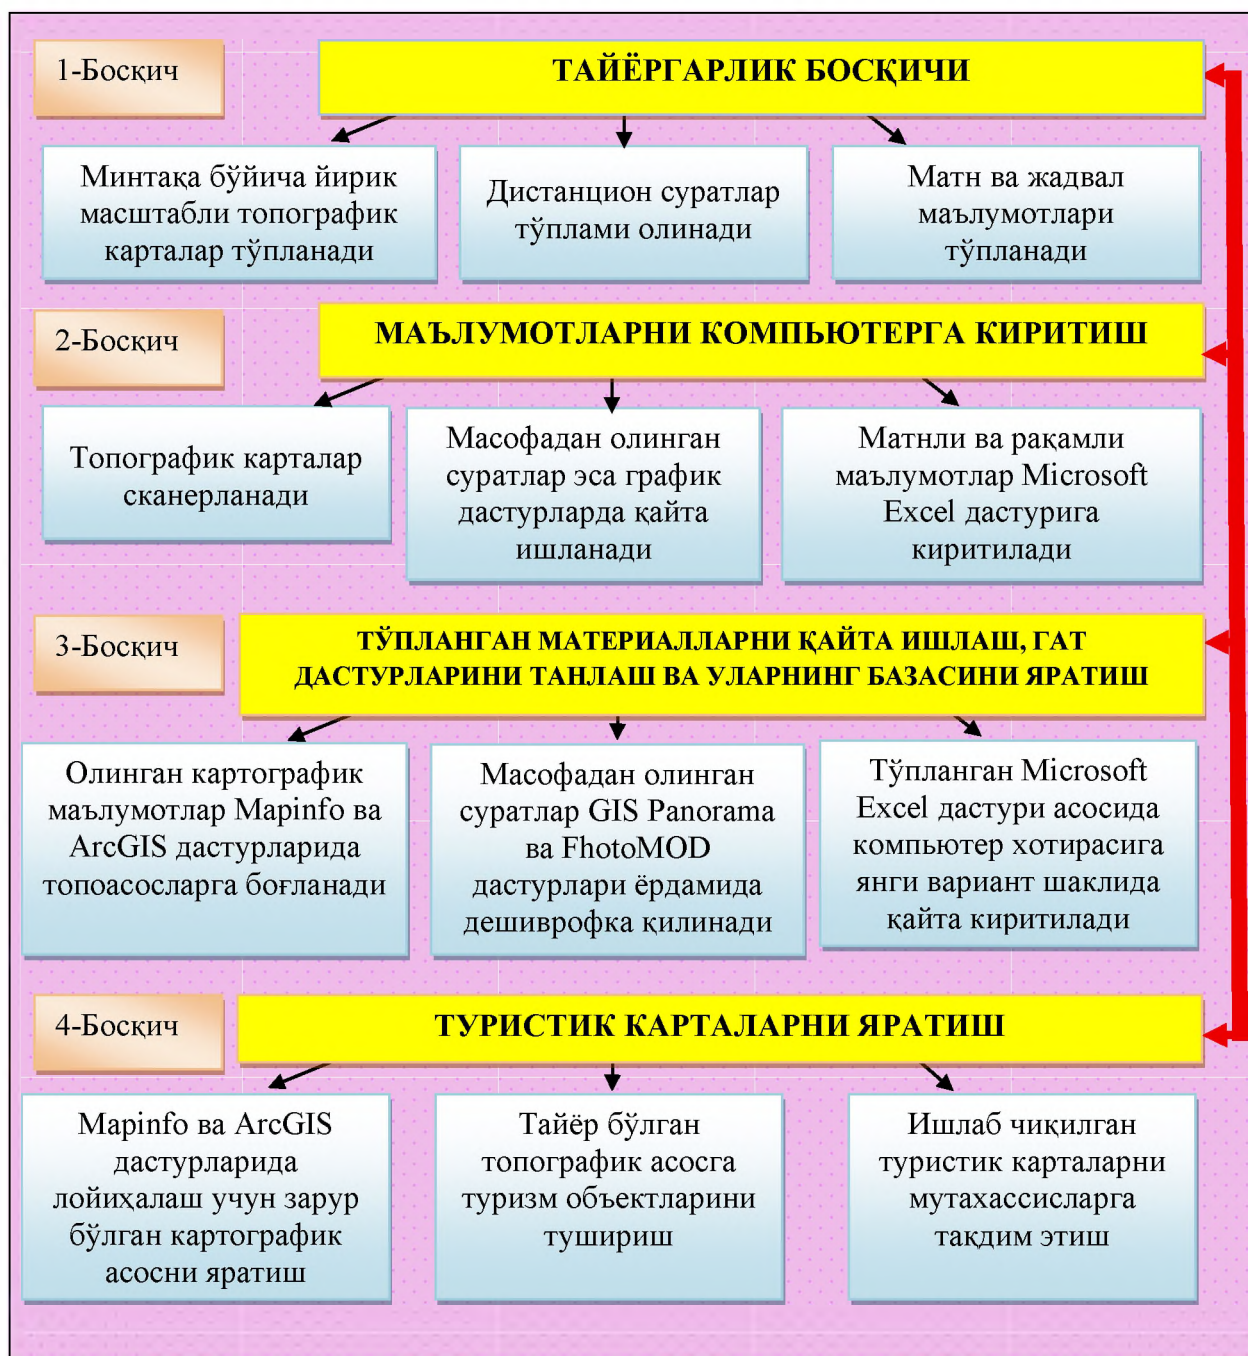 1-Босқич
ТАЙЁРГАРЛИК БОСҚИЧИ
Минтақа бўйича йирик
масштабли топографик
карталар тўпланади
Дистанцион суратлар
тўплами олинади
Матн ва жадвал
маълумотлари
тўпланади
2-Босқич
МАЪЛУМОТЛАРНИ КОМПЬЮТЕРГА КИРИТИШ
Топографик карталар
сканерланади
Масофадан олинган
суратлар эса график
дастурларда қайта
ишланади
Матнли ва рақамли
маълумотлар Microsoft
Excel дастурига
киритилади
3-Босқич
ТЎПЛАНГАН МАТЕРИАЛЛАРНИ ҚАЙТА ИШЛАШ, ГАТ
ДАСТУРЛАРИНИ ТАНЛАШ ВА УЛАРНИНГ БАЗАСИНИ ЯРАТИШ
Олинган картографик
маълумотлар Mapinfo ва
ArcGIS дастурларида
топоасосларга боғланади
Масофадан олинган
суратлар GIS Panorama
ва FhotoMOD
дастурлари ёрдамида
дешиврофка қилинади
Тўпланган Microsoft
Excel дастури асосида
компьютер хотирасига
янги вариант шаклида
қайта киритилади
4-Босқич
ТУРИСТИК КАРТАЛАРНИ ЯРАТИШ
Mapinfo ва ArcGIS
дастурларида
лойиҳалаш учун зарур
бўлган картографик
асосни яратиш
Тайёр бўлган
топографик асосга
туризм объектларини
тушириш
Ишлаб чиқилган
туристик карталарни
мутахассисларга
тақдим этиш